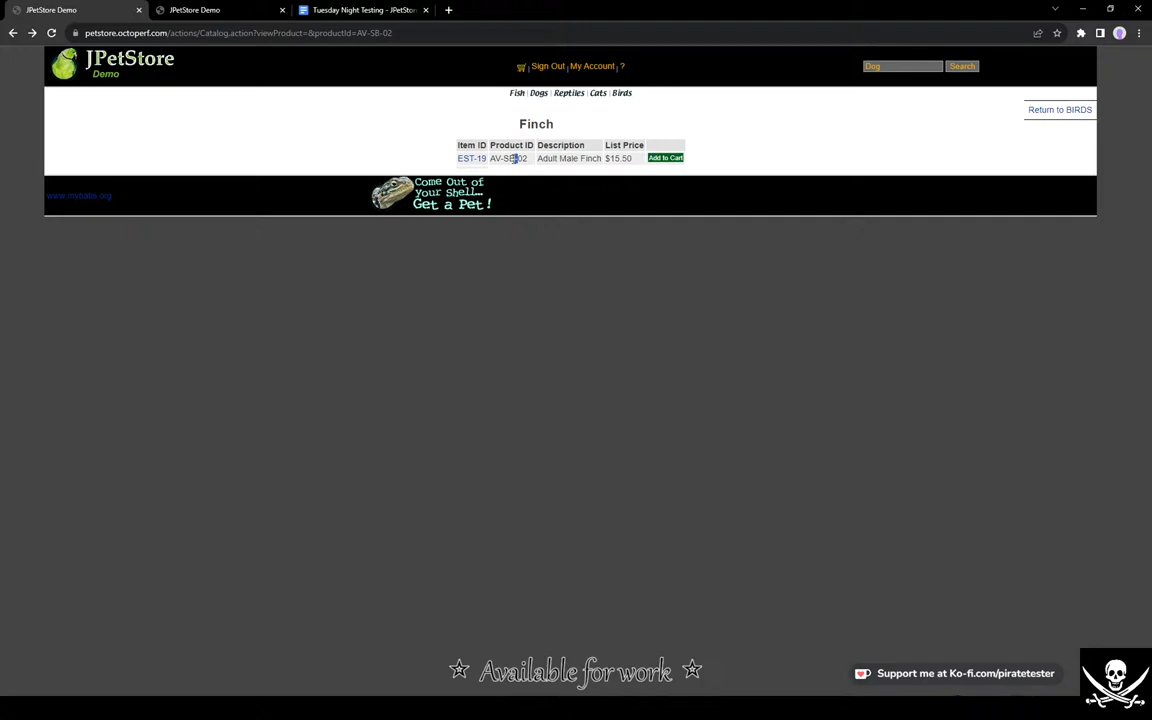 JPetStore Demo
JPetStore Demo
Tuesday Night Testing - JPetStor
petstore.octoperf.com/actions/Catalog.action?viewProduct=&productId=AV-SB-02
JPetStore
Demo
Sign Out | My Account | ?
Dog
Search
Fish | Dogs | Reptiles | Cats | Birds
Return to BIRDS
Finch
Item ID Product ID Description List Price
EST-19 AV-SB-02 Adult Male Finch $15.50 Add to Cart
www.mybatis.org
Come Out of
your Shell...
Get a Pet!
Available for work
Support me at Ko-fi.com/piratetester